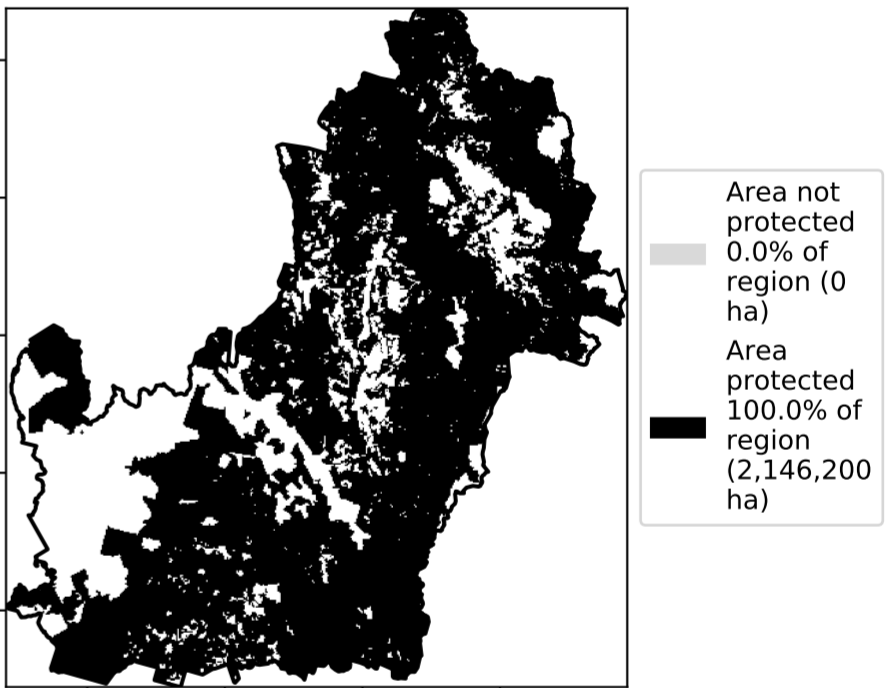 Area not
protected
0.0% of
region (0
ha)
Area
protected
100.0% of
region
(2,146,200
ha)